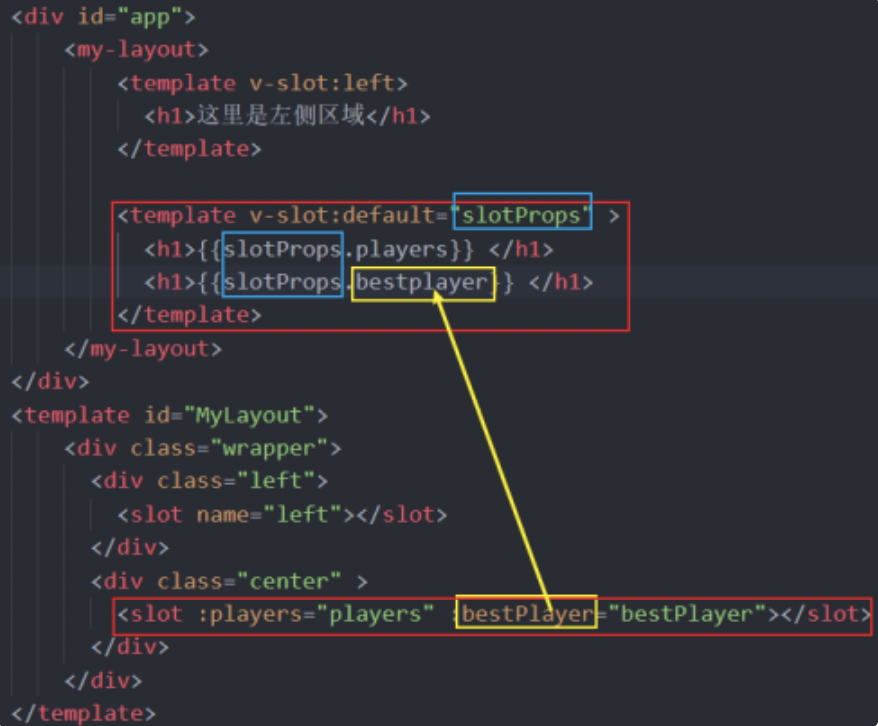 <div id="app">
<my-layout>
<template v-slot:left>
<h1>这里是左侧区域</h1>
</template>
<template v-slot:default="slotProps" >
<h1>{{slotProps.players}} </h1>
<h1>{{slotProps.bestplayer}} </h1>
</template>
</my-layout>
</div>
<template id="MyLayout">
<div class="wrapper">
<div class="left">
<slot name="left"></slot>
</div>
<div class="center" >
<slot :players="players" :bestPlayer="bestPlayer"></slot>
</div>
</div>
</template>